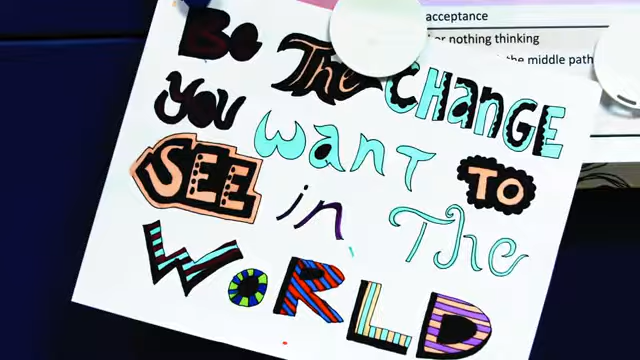 acceptance
or nothing thinking
the middle path
Be The CHANGE
you want TO
SEE in The
WORLD